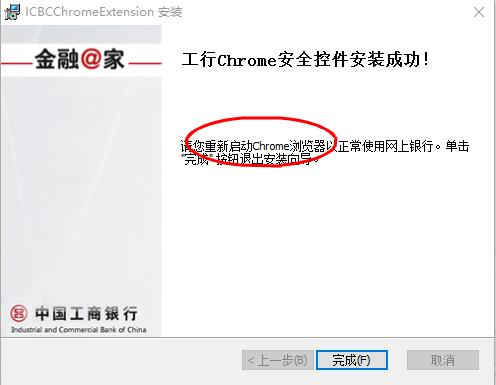 ICBCChromeExtension 安装
金融@家
工行Chrome安全控件安装成功!
请您重新启动Chrome浏览器以正常使用网上银行。单击
"完成" 按钮退出安装向导。
中国工商银行
Industrial and Commercial Bank of China
< 上一步(B)
完成(F)
取消